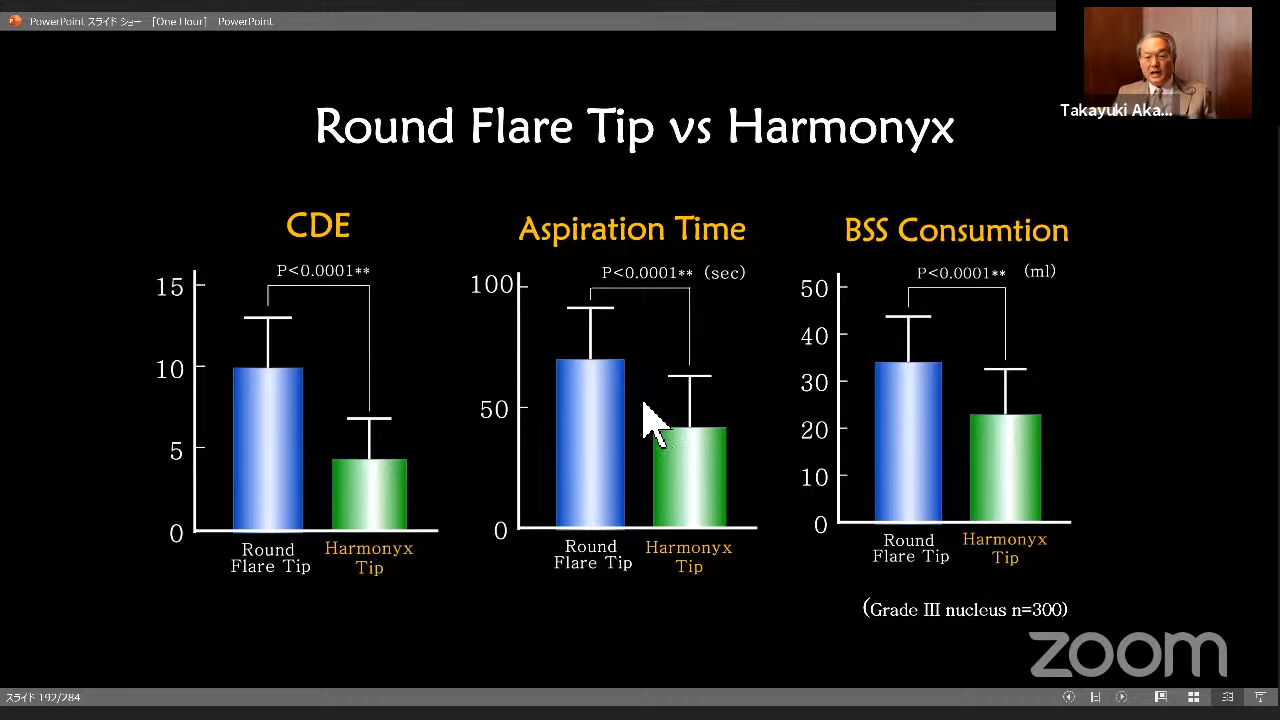 PowerPoint スライド ショー - [One Hour] - PowerPoint
Takayuki Aka...
Round Flare Tip vs Harmonyx
CDE
Aspiration Time
BSS Consumtion
P<0.0001**
P<0.0001** (sec)
P<0.0001** (ml)
15
10
5
0
Round
Flare Tip
Harmonyx
Tip
100
50
0
Round
Flare Tip
Harmonyx
Tip
50
40
30
20
10
0
Round
Flare Tip
Harmonyx
Tip
(Grade III nucleus n=300)
zoom
スライド 192/284